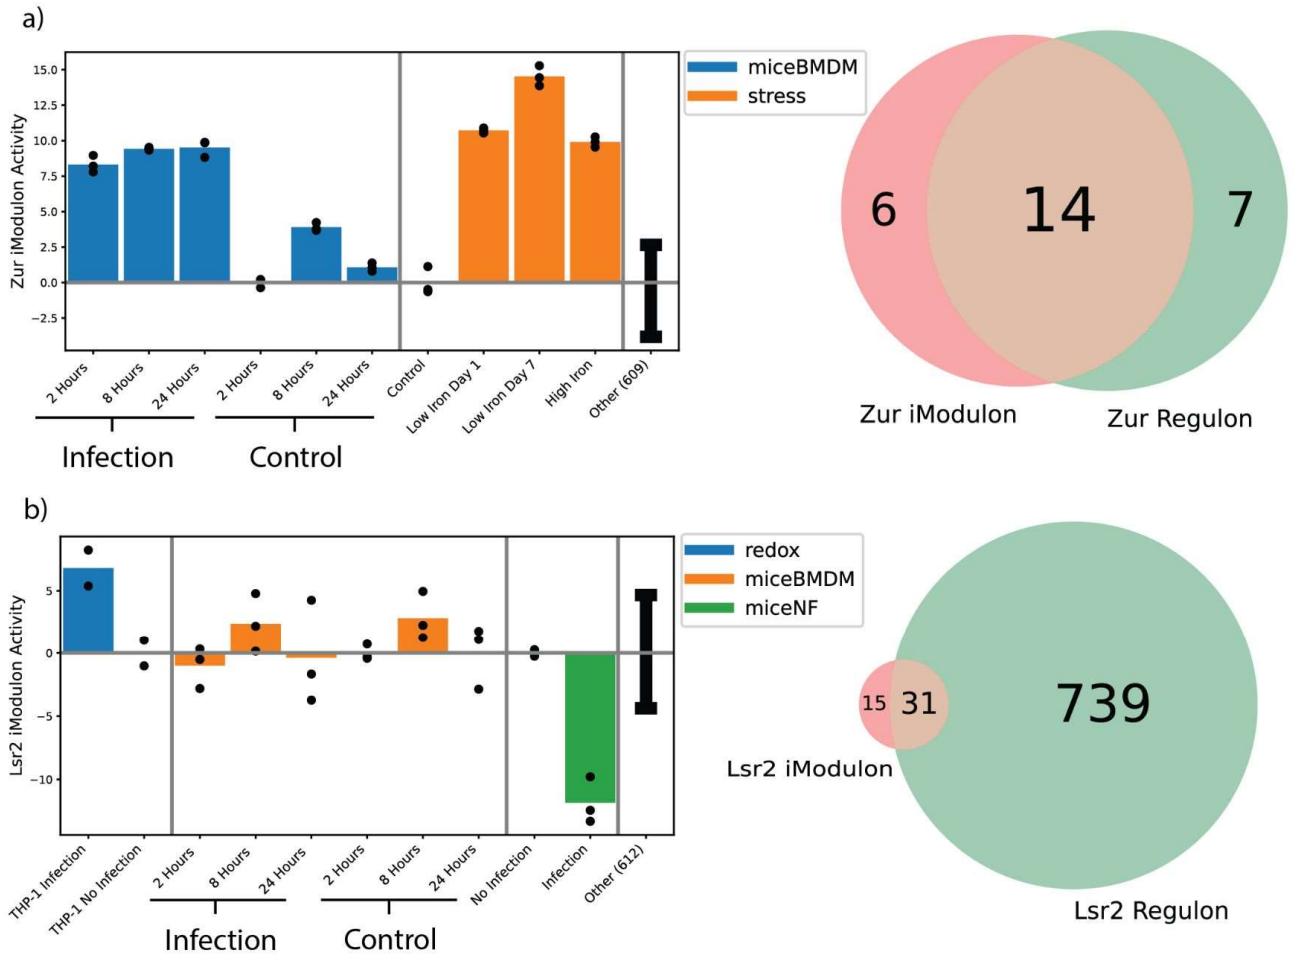 a)
15.0
12.5
10.0
7.5
5.0
2.5
0.0
−2.5
Zur iModulon Activity
2 Hours
8 Hours
24 Hours
2 Hours
8 Hours
24 Hours
Control
Low Iron Day 1
Low Iron Day 7
High Iron
Other (609)
Infection
Control
miceBMDM
stress
6
14
7
Zur iModulon
Zur Regulon
b)
5
0
−5
−10
Lsr2 iModulon Activity
THP-1 Infection
THP-1 No Infection
2 Hours
8 Hours
24 Hours
2 Hours
8 Hours
24 Hours
No Infection
Infection
Other (612)
Infection
Control
redox
miceBMDM
miceNF
15
31
739
Lsr2 iModulon
Lsr2 Regulon